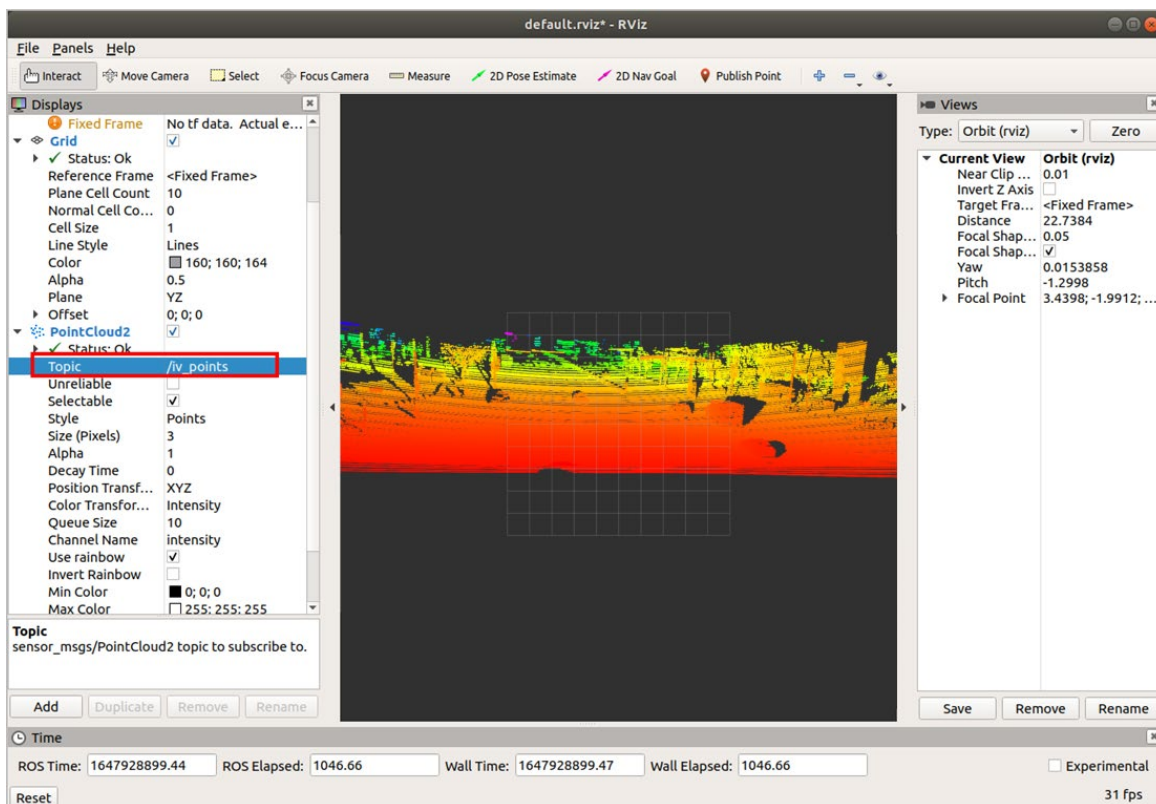 default.rviz* - RViz
File Panels Help
Interact Move Camera Select Focus Camera Measure 2D Pose Estimate 2D Nav Goal Publish Point
Displays
Fixed Frame No tf data. Actual e...
Grid
Status: Ok
Reference Frame <Fixed Frame>
Plane Cell Count 10
Normal Cell Co... 0
Cell Size 1
Line Style Lines
Color 160; 160; 164
Alpha 0.5
Plane YZ
Offset 0; 0; 0
PointCloud2
Status: Ok
Topic /iv_points
Unreliable
Selectable
Style Points
Size (Pixels) 3
Alpha 1
Decay Time 0
Position Transf... XYZ
Color Transfor... Intensity
Queue Size 10
Channel Name intensity
Use rainbow
Invert Rainbow
Min Color 0; 0; 0
Max Color 255; 255; 255
Topic
sensor_msgs/PointCloud2 topic to subscribe to.
Add Duplicate Remove Rename
Views
Type: Orbit (rviz) Zero
Current View Orbit (rviz)
Near Clip ... 0.01
Invert Z Axis
Target Fra... <Fixed Frame>
Distance 22.7384
Focal Shap... 0.05
Focal Shap...
Yaw 0.0153858
Pitch -1.2998
Focal Point 3.4398; -1.9912; ...
Save Remove Rename
Time
ROS Time: 1647928899.44 ROS Elapsed: 1046.66 Wall Time: 1647928899.47 Wall Elapsed: 1046.66 Experimental
Reset 31 fps